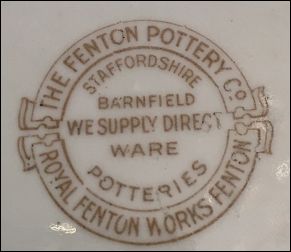 THE FENTON POTTERY Co.
STAFFORDSHIRE
BARNFIELD
WE SUPPLY DIRECT
WARE
POTTERIES
ROYAL FENTON WORKS FENTON